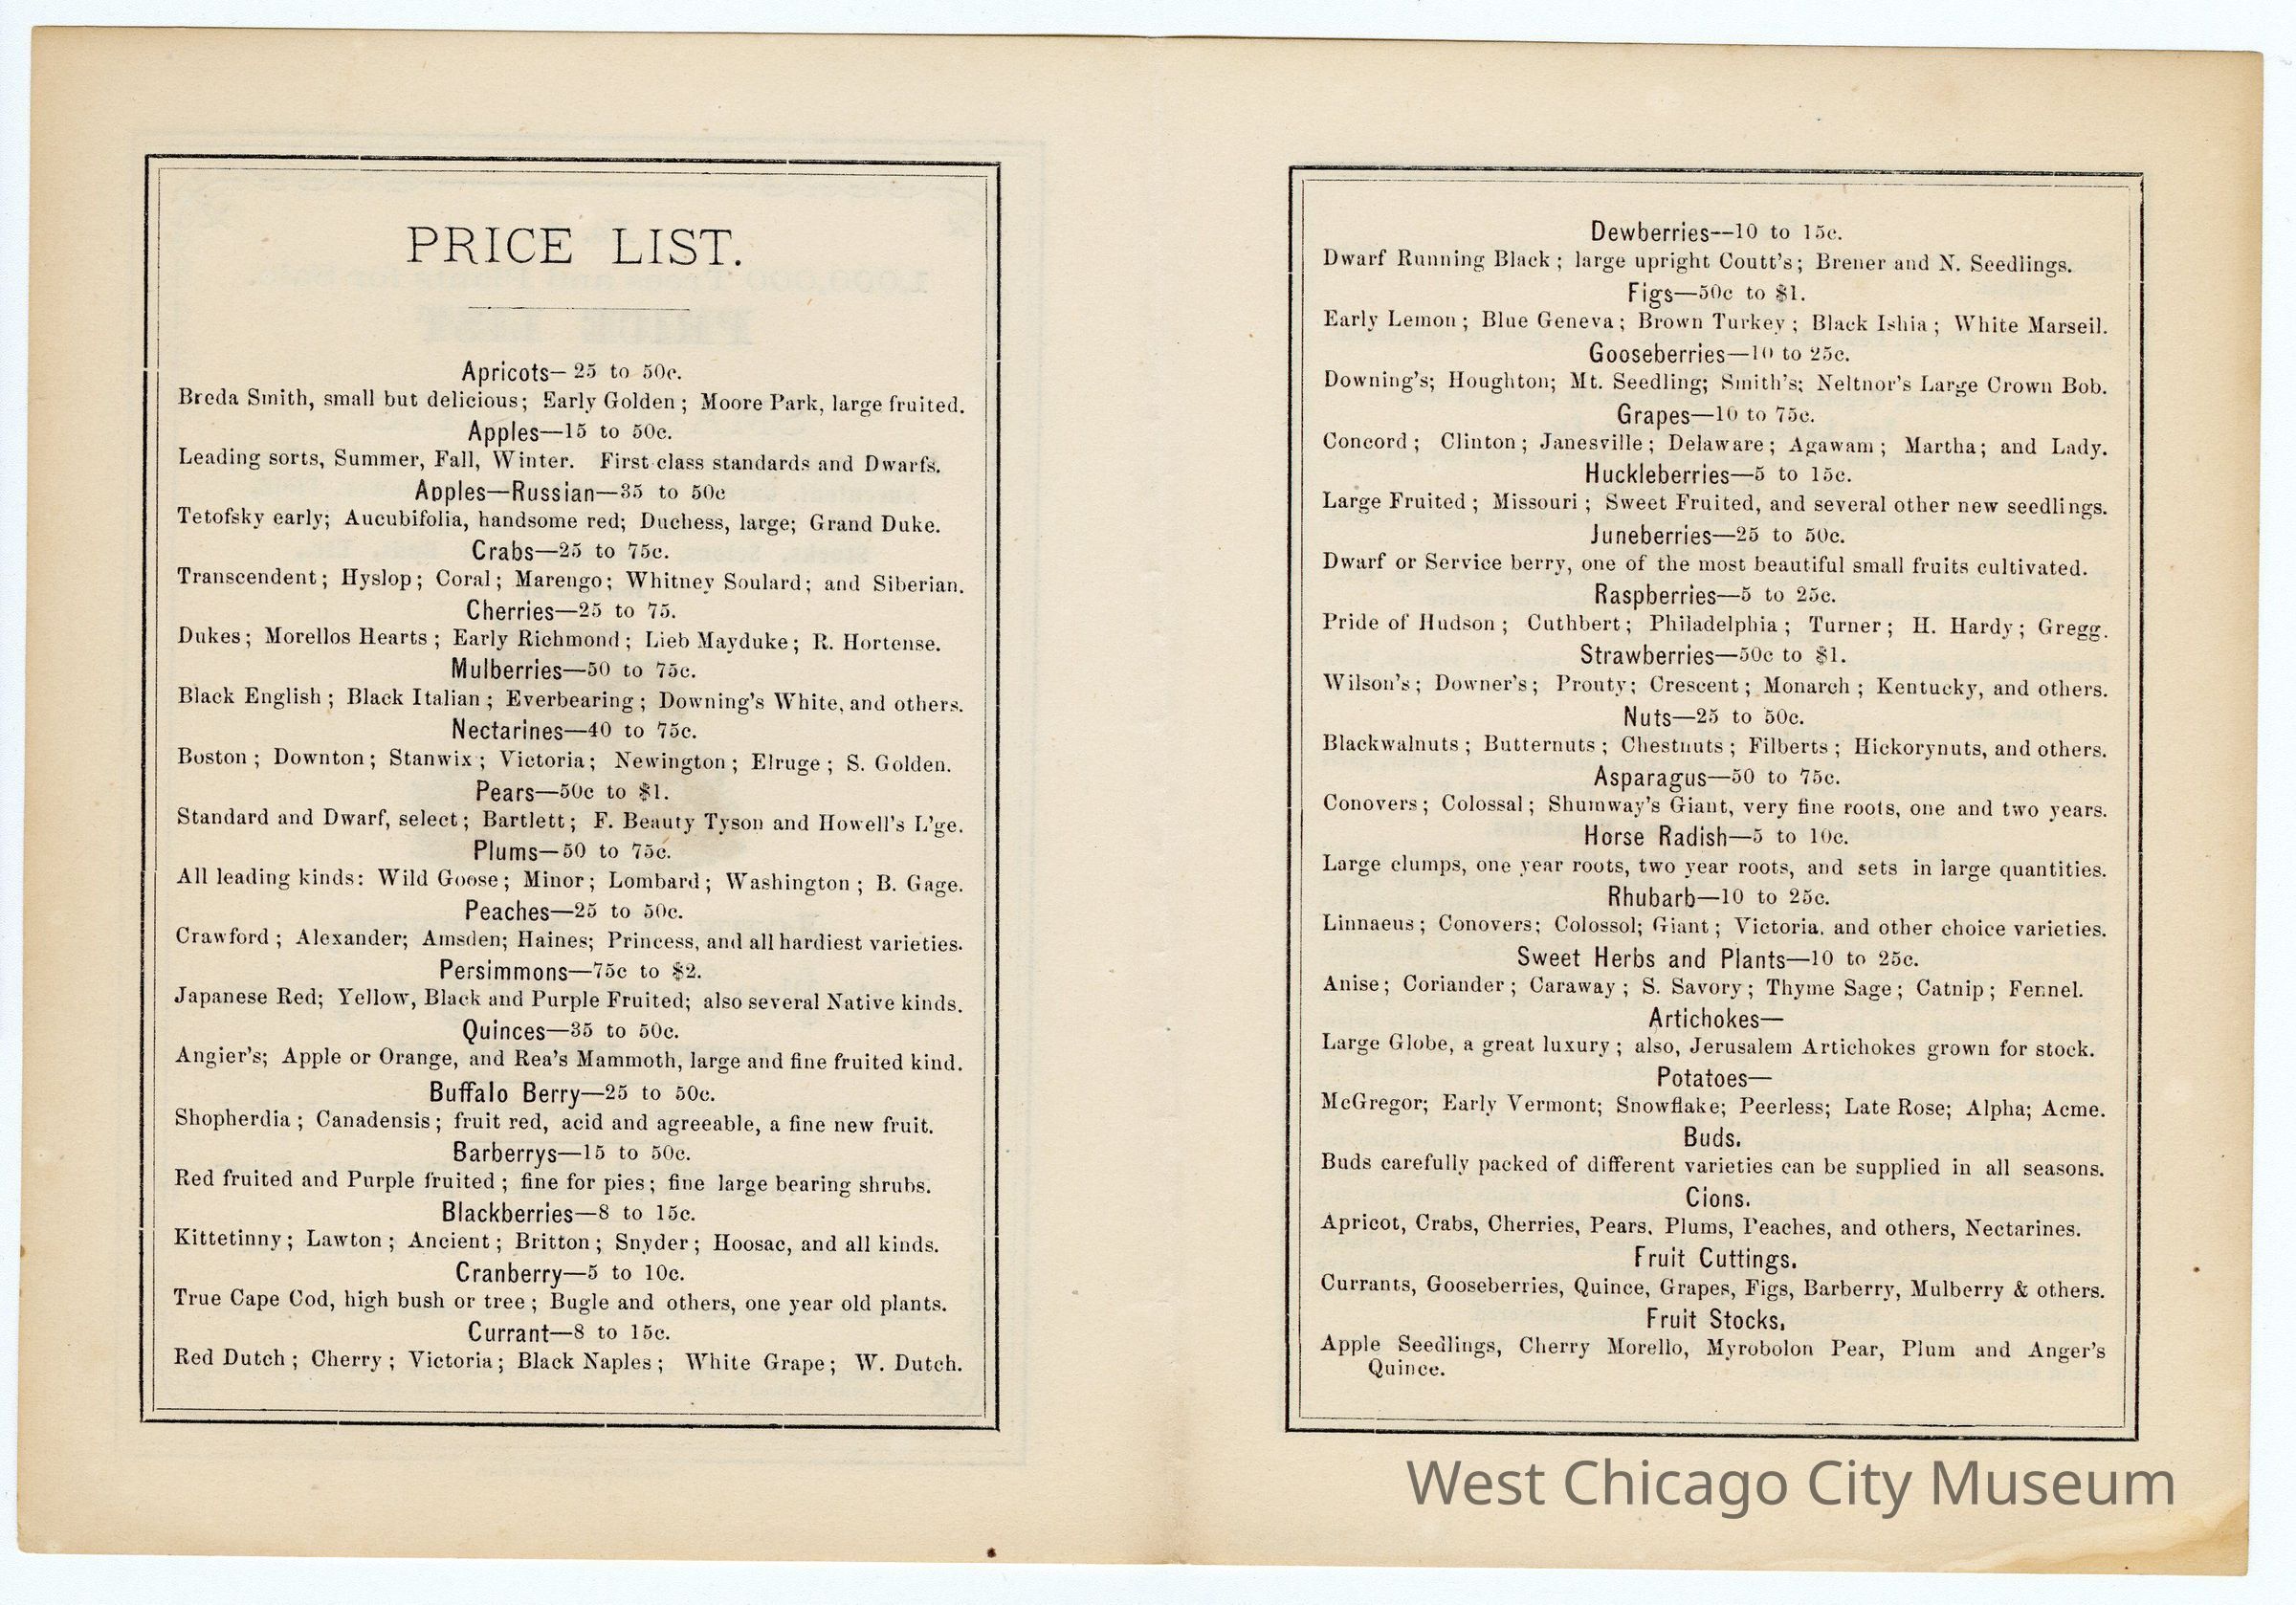 PRICE LIST.
Apricots—25 to 50c.
Breda Smith, small but delicious; Early Golden; Moore Park, large fruited.
Apples—15 to 50c.
Leading sorts, Summer, Fall, Winter. First class standards and Dwarfs.
Apples—Russian—35 to 50c
Tetofsky early; Aucubifolia, handsome red; Duchess, large; Grand Duke.
Crabs—25 to 75c.
Transcendent; Hyslop; Coral; Marengo; Whitney Soulard; and Siberian.
Cherries—25 to 75.
Dukes; Morellos Hearts; Early Richmond; Lieb Mayduke; R. Hortense.
Mulberries—50 to 75c.
Black English; Black Italian; Everbearing; Downing's White, and others.
Nectarines—40 to 75c.
Boston; Downton; Stanwix; Victoria; Newington; Elruge; S. Golden.
Pears—50c to $1.
Standard and Dwarf, select; Bartlett; F. Beauty Tyson and Howell's L'ge.
Plums—50 to 75c.
All leading kinds: Wild Goose; Minor; Lombard; Washington; B. Gage.
Peaches—25 to 50c.
Crawford; Alexander; Amsden; Haines; Princess, and all hardiest varieties.
Persimmons—75c to $2.
Japanese Red; Yellow, Black and Purple Fruited; also several Native kinds.
Quinces—35 to 50c.
Angier's; Apple or Orange, and Rea's Mammoth, large and fine fruited kind.
Buffalo Berry—25 to 50c.
Shopherdia; Canadensis; fruit red, acid and agreeable, a fine new fruit.
Barberrys—15 to 50c.
Red fruited and Purple fruited; fine for pies; fine large bearing shrubs.
Blackberries—8 to 15c.
Kittetinny; Lawton; Ancient; Britton; Snyder; Hoosac, and all kinds.
Cranberry—5 to 10c.
True Cape Cod, high bush or tree; Bugle and others, one year old plants.
Currant—8 to 15c.
Red Dutch; Cherry; Victoria; Black Naples; White Grape; W. Dutch.
Dewberries--10 to 15c.
Dwarf Running Black; large upright Coutt's; Brener and N. Seedlings.
Figs—50c to $1.
Early Lemon; Blue Geneva; Brown Turkey; Black Ishia; White Marseil.
Gooseberries—10 to 25c.
Downing's; Houghton; Mt. Seedling; Smith's; Neltnor's Large Crown Bob.
Grapes—10 to 75c.
Concord; Clinton; Janesville; Delaware; Agawam; Martha; and Lady.
Huckleberries—5 to 15c.
Large Fruited; Missouri; Sweet Fruited, and several other new seedlings.
Juneberries—25 to 50c.
Dwarf or Service berry, one of the most beautiful small fruits cultivated.
Raspberries—5 to 25c.
Pride of Hudson; Cuthbert; Philadelphia; Turner; H. Hardy; Gregg.
Strawberries—50c to $1.
Wilson's; Downer's; Prouty; Crescent; Monarch; Kentucky, and others.
Nuts—25 to 50c.
Blackwalnuts; Butternuts; Chestnuts; Filberts; Hickorynuts, and others.
Asparagus—50 to 75c.
Conovers; Colossal; Shumway's Giant, very fine roots, one and two years.
Horse Radish—5 to 10c.
Large clumps, one year roots, two year roots, and sets in large quantities.
Rhubarb—10 to 25c.
Linnaeus; Conovers; Colossol; Giant; Victoria. and other choice varieties.
Sweet Herbs and Plants—10 to 25c.
Anise; Coriander; Caraway; S. Savory; Thyme Sage; Catnip; Fennel.
Artichokes—
Large Globe, a great luxury; also, Jerusalem Artichokes grown for stock.
Potatoes—
McGregor; Early Vermont; Snowflake; Peerless; Late Rose; Alpha; Acme.
Buds.
Buds carefully packed of different varieties can be supplied in all seasons.
Cions.
Apricot, Crabs, Cherries, Pears. Plums, Peaches, and others, Nectarines.
Fruit Cuttings.
Currants, Gooseberries, Quince, Grapes, Figs, Barberry, Mulberry & others.
Fruit Stocks.
Apple Seedlings, Cherry Morello, Myrobolon Pear, Plum and Anger's
Quince.
West Chicago City Museum